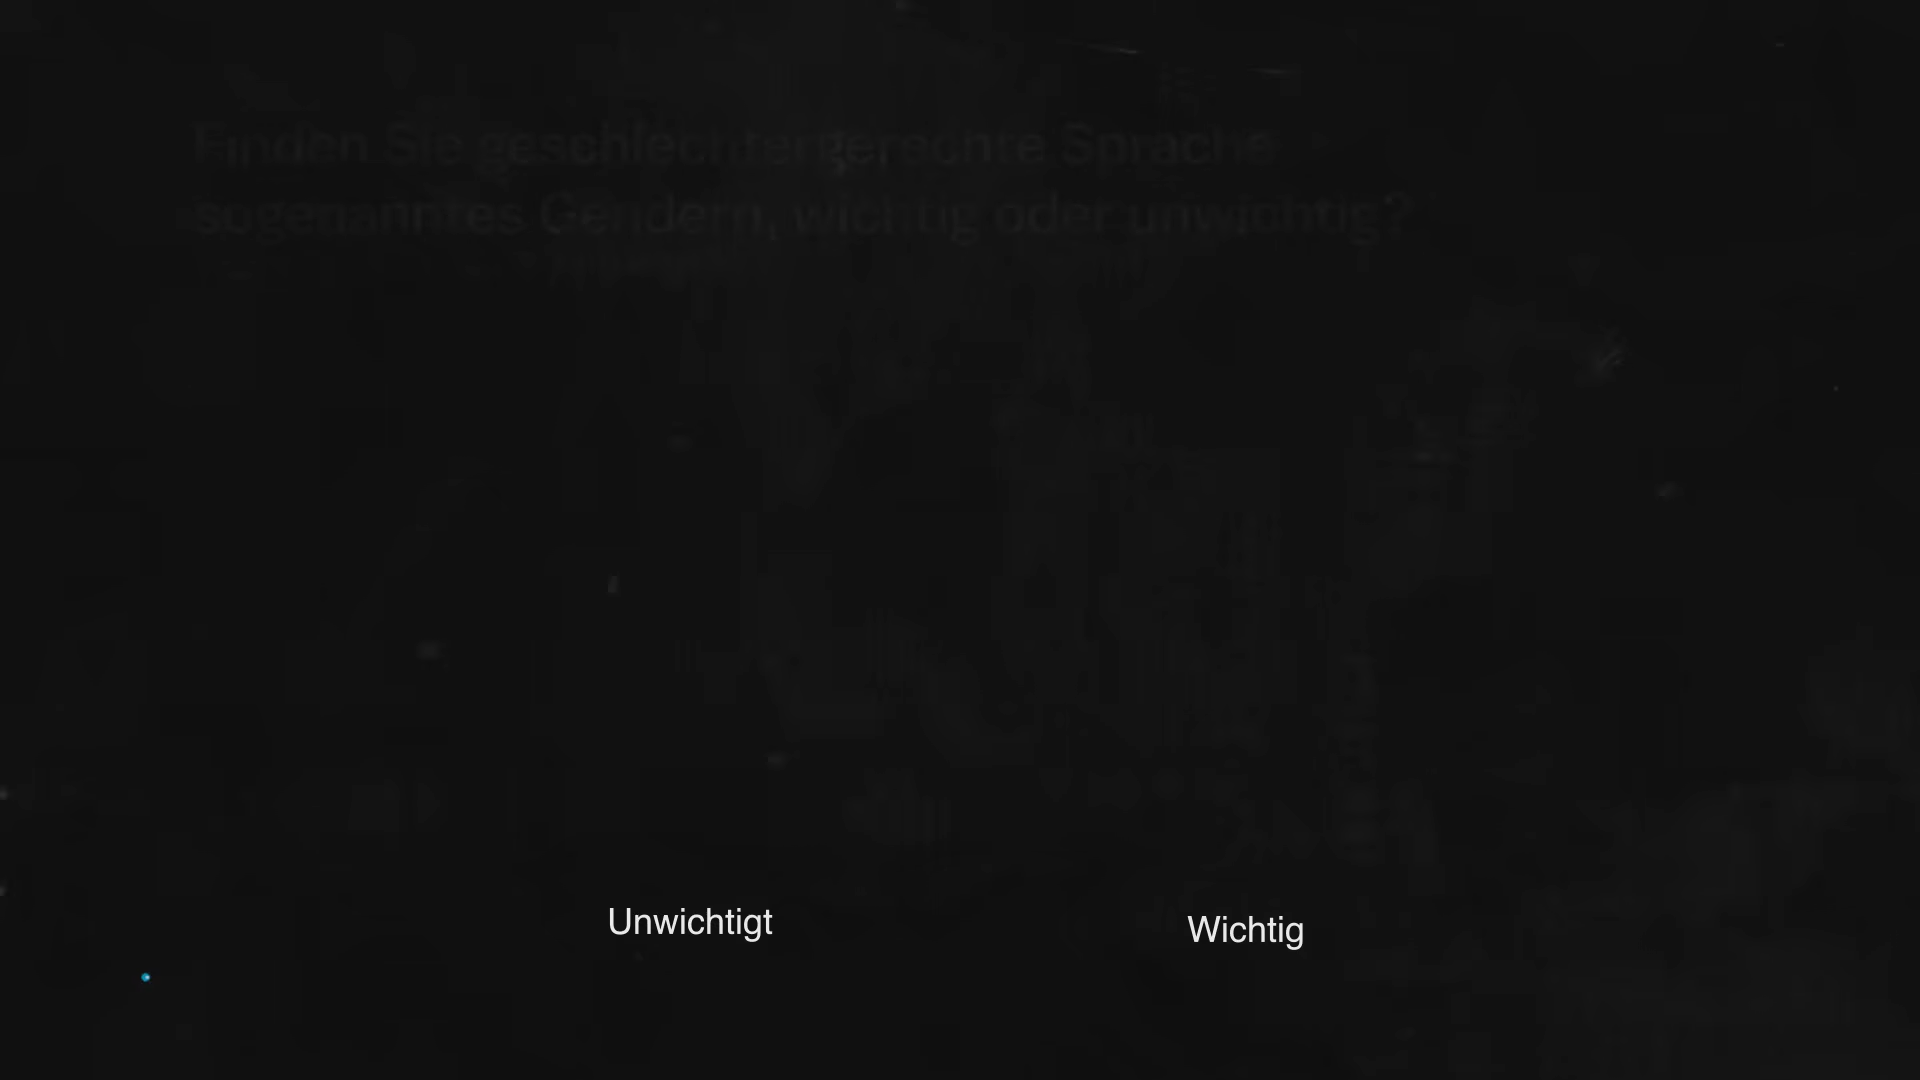 Finden Sie geschlechtergerechte Sprache
sogenanntes Gendern, wichtig oder unwichtig?
Unwichtigt
Wichtig